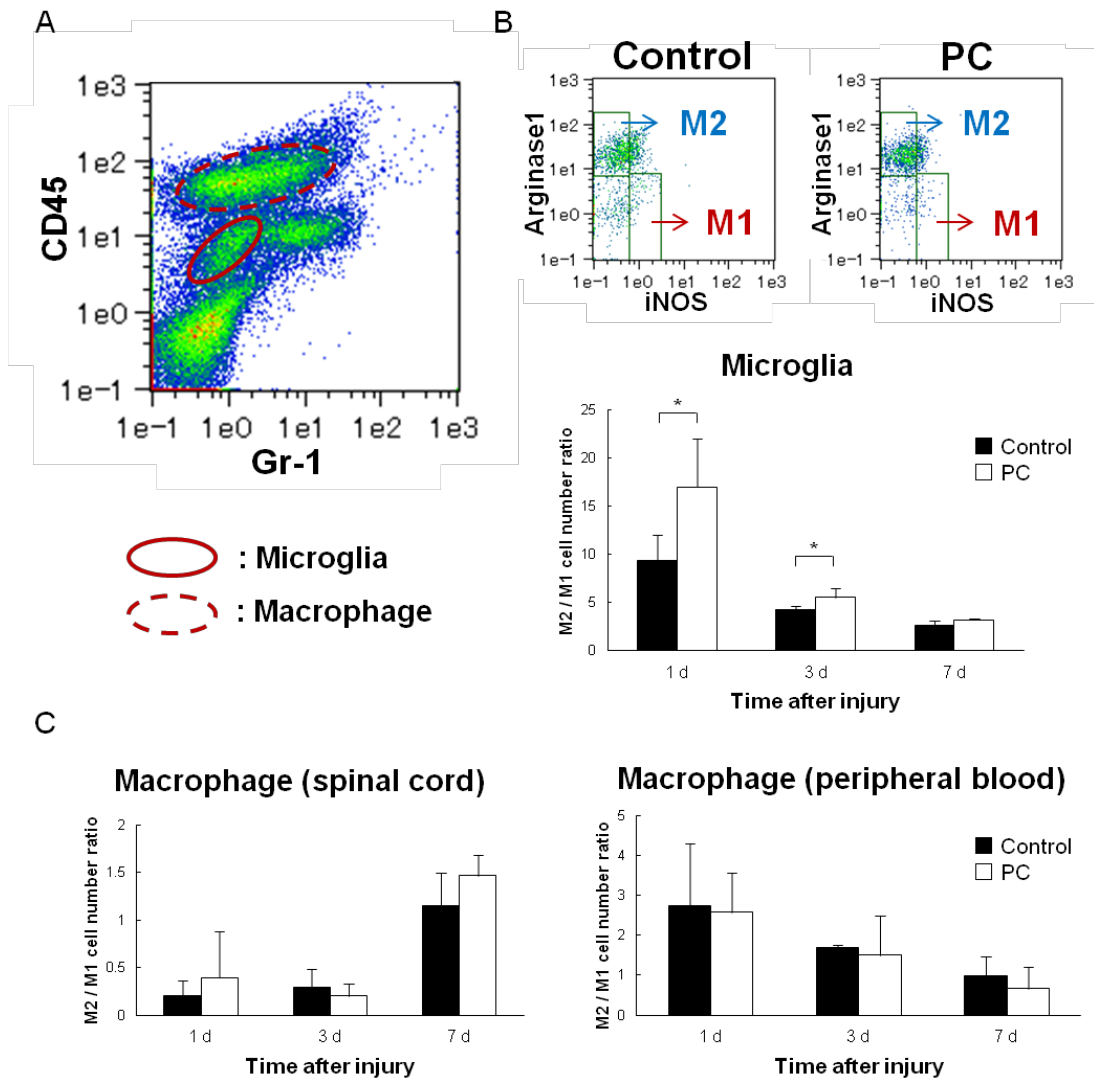 A
1e3
1e2
1e1
1e0
1e-1
CD45
1e-1 1e0 1e1 1e2 1e3
Gr-1
: Microglia
: Macrophage
B
Control
1e3
1e2
1e1
1e0
1e-1
Arginase1
M2
M1
1e-1 1e0 1e1 1e2 1e3
iNOS
PC
1e3
1e2
1e1
1e0
1e-1
Arginase1
M2
M1
1e-1 1e0 1e1 1e2 1e3
iNOS
Microglia
25
20
15
10
5
0
M2 / M1 cell number ratio
*
*
Control
PC
1 d 3 d 7 d
Time after injury
C
Macrophage (spinal cord)
2
1.5
1
0.5
0
M2 / M1 cell number ratio
1 d 3 d 7 d
Time after injury
Macrophage (peripheral blood)
5
4
3
2
1
0
M2 / M1 cell number ratio
Control
PC
1 d 3 d 7 d
Time after injury